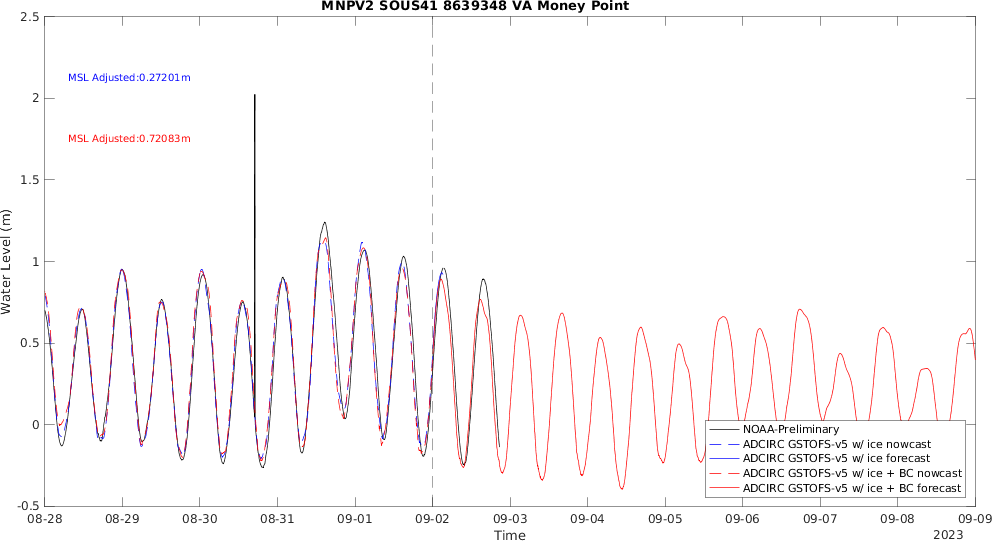 MNPV2 SOUS41 8639348 VA Money Point
2.5
2
1.5
1
0.5
0
-0.5
Water Level (m)
MSL Adjusted:0.27201m
MSL Adjusted:0.72083m
NOAA-Preliminary
ADCIRC GSTOFS-v5 w/ ice nowcast
ADCIRC GSTOFS-v5 w/ ice forecast
ADCIRC GSTOFS-v5 w/ ice + BC nowcast
ADCIRC GSTOFS-v5 w/ ice + BC forecast
08-28 08-29 08-30 08-31 09-01 09-02 09-03 09-04 09-05 09-06 09-07 09-08 09-09
Time
2023